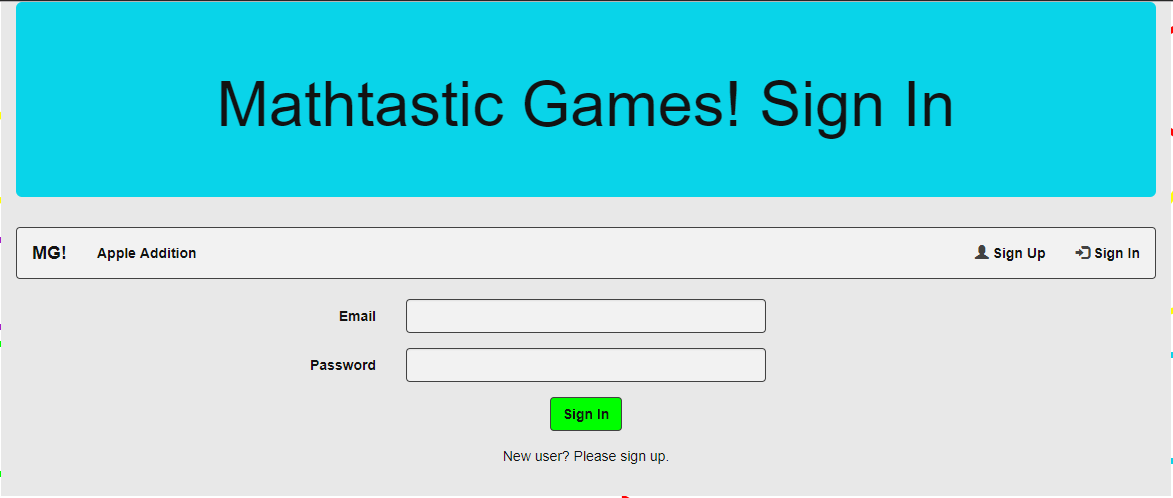 Mathtastic Games! Sign In
MG! Apple Addition Sign Up Sign In
Email
Password
Sign In
New user? Please sign up.